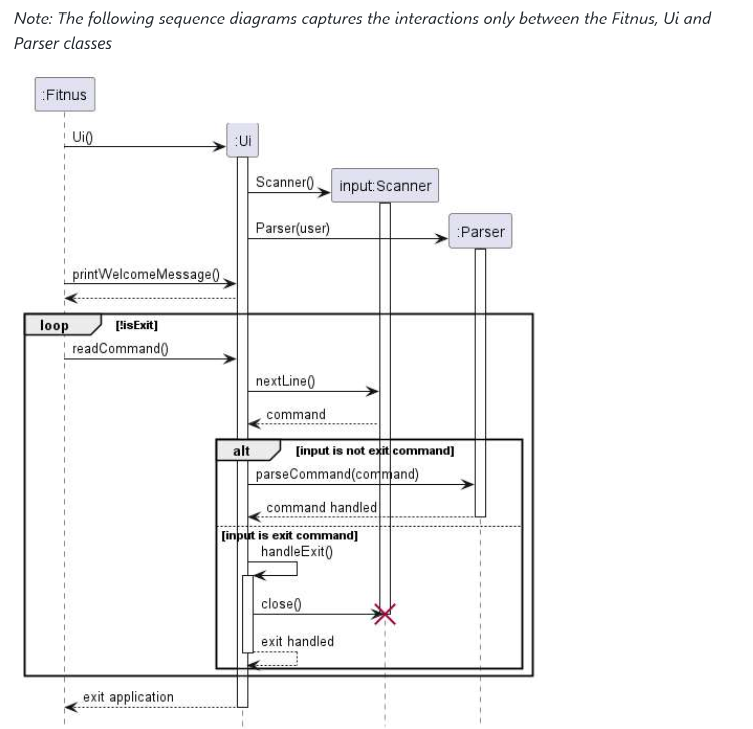 Note: The following sequence diagrams captures the interactions only between the Fitnus, Ui and
Parser classes
:Fitnus
Ui()
:Ui
Scanner()
input:Scanner
Parser(user)
:Parser
printWelcomeMessage()
loop [!isExit]
readCommand()
nextLine()
command
alt [input is not exit command]
parseCommand(command)
command handled
[input is exit command]
handleExit()
close()
exit handled
exit application